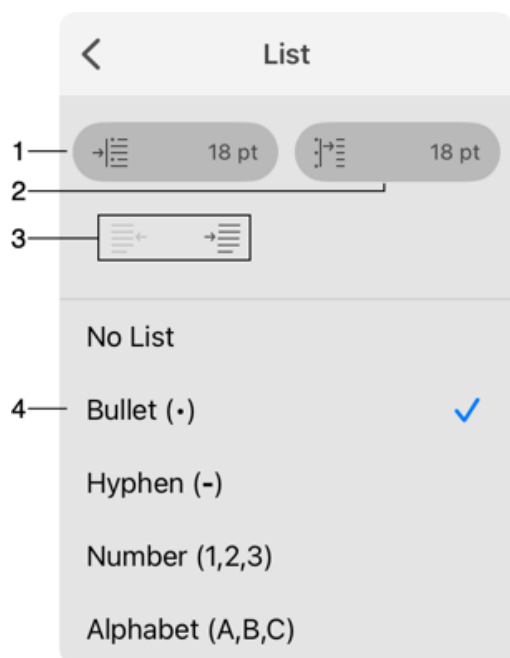 List
1 18 pt 18 pt
2
3
No List
4 Bullet (•)
Hyphen (-)
Number (1,2,3)
Alphabet (A,B,C)